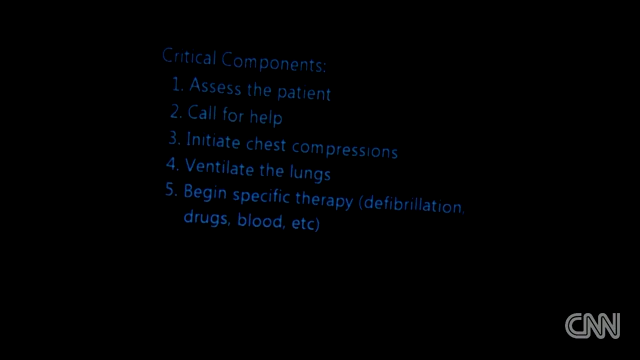 Critical Components:
1. Assess the patient
2. Call for help
3. Initiate chest compressions
4. Ventilate the lungs
5. Begin specific therapy (defibrillation,
drugs, blood, etc)
CNN